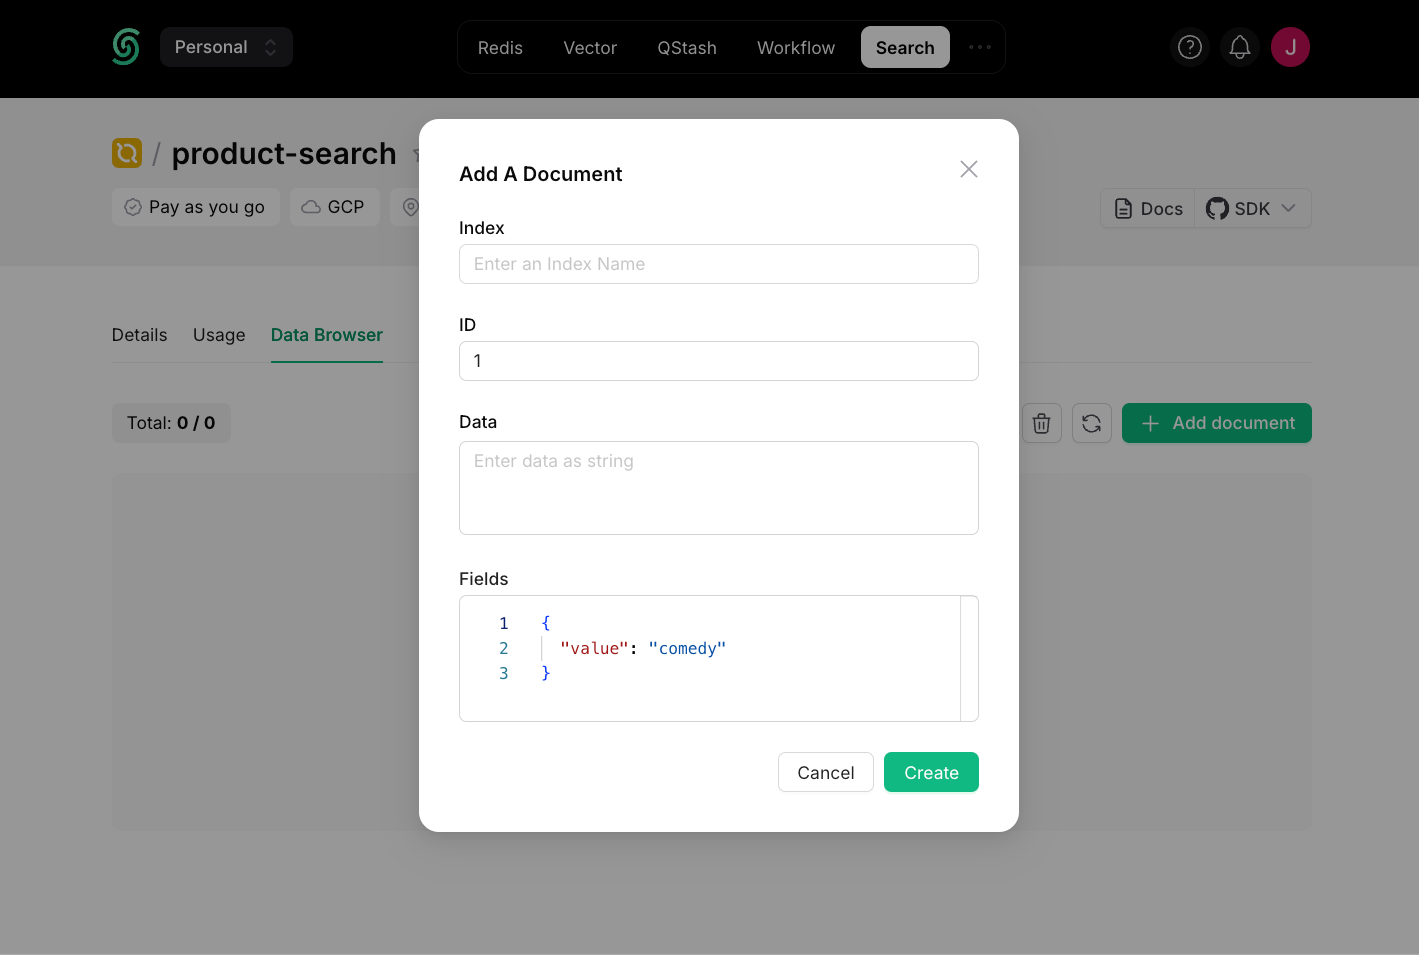 Personal
Redis
Vector
QStash
Workflow
Search
J
/ product-search
Pay as you go
GCP
Docs
SDK
Details
Usage
Data Browser
Total: 0 / 0
Add document
Add A Document
Index
Enter an Index Name
ID
1
Data
Enter data as string
Fields
1 {
2 "value": "comedy"
3 }
Cancel
Create